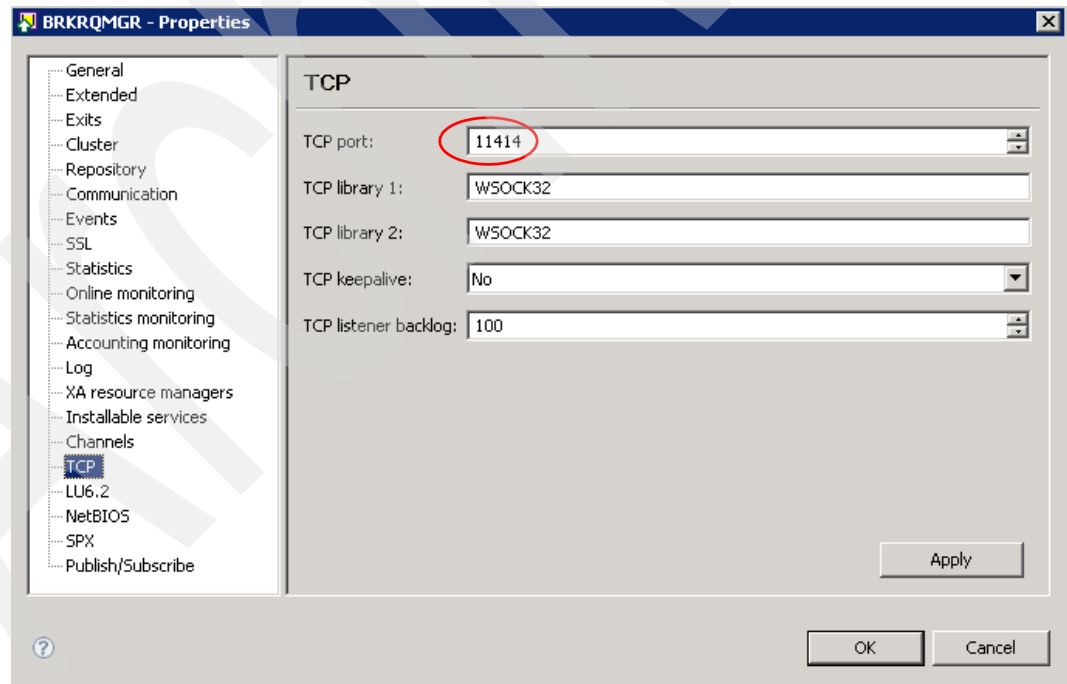 BRKRQMGR - Properties
General
Extended
Exits
Cluster
Repository
Communication
Events
SSL
Statistics
Online monitoring
Statistics monitoring
Accounting monitoring
Log
XA resource managers
Installable services
Channels
TCP
LU6.2
NetBIOS
SPX
Publish/Subscribe
TCP
TCP port: 11414
TCP library 1: WSOCK32
TCP library 2: WSOCK32
TCP keepalive: No
TCP listener backlog: 100
Apply
? OK Cancel